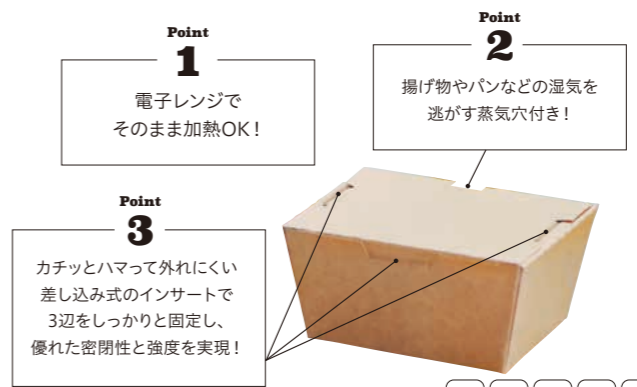 Point
1
電子レンジで
そのまま加熱OK！
Point
2
揚げ物やパンなどの湿気を
逃がす蒸気穴付き！
Point
3
カチッとハマって外れにくい
差し込み式のインサートで
3辺をしっかりと固定し、
優れた密閉性と強度を実現！